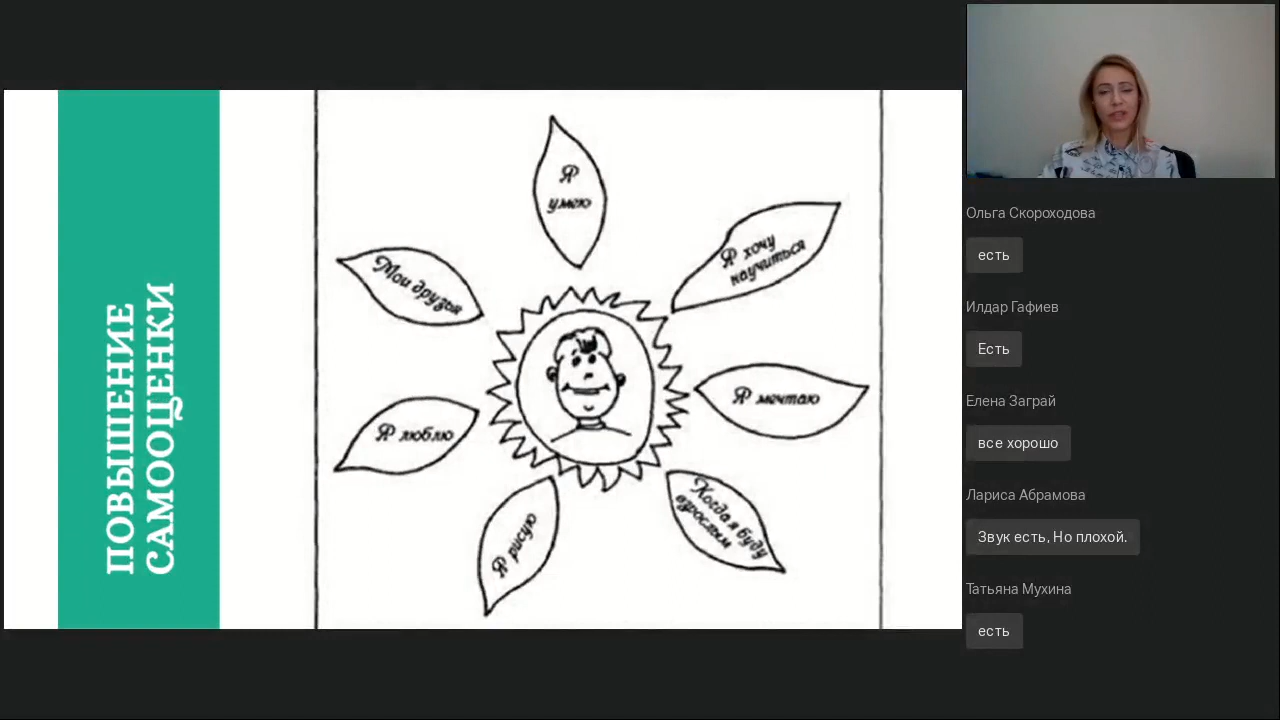 ПОВЫШЕНИЕ
САМООЦЕНКИ
Я
умею
Я хочу
научиться
Мои друзья
Я мечтаю
Я люблю
Когда я буду
взрослым
Я рисую
Ольга Скороходова
есть
Илдар Гафиев
Есть
Елена Заграй
все хорошо
Лариса Абрамова
Звук есть, Но плохой.
Татьяна Мухина
есть